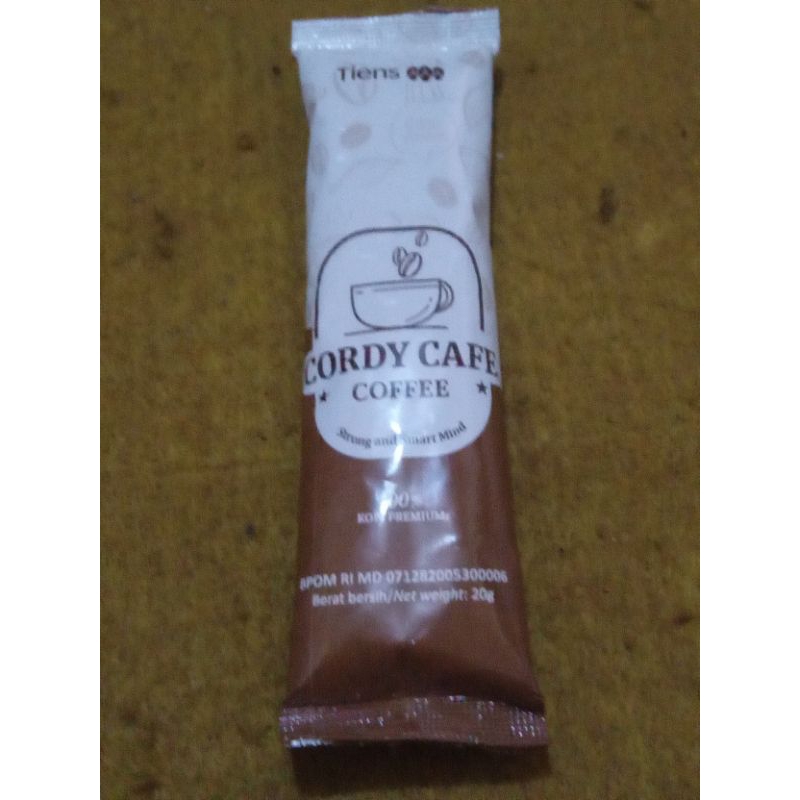 Tiens
CORDY CAFE
COFFEE
Strong and Smart Mind
100%
KOPI PREMIUM
BPOM RI MD 071282005300006
Berat bersih/Net weight: 20g